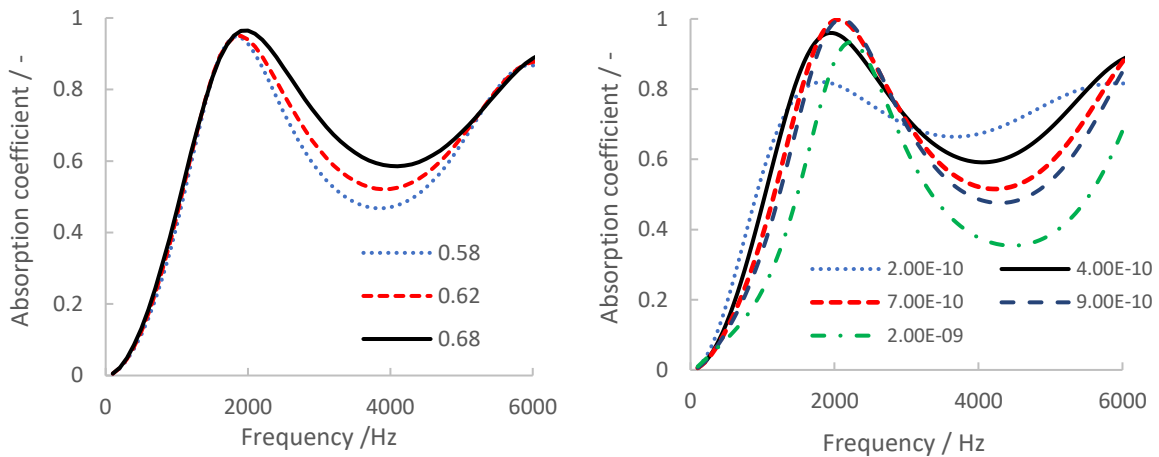 Absorption coefficient / -
1
0.8
0.6
0.4
0.2
0
0.58
0.62
0.68
0 2000 4000 6000
Frequency /Hz
Absorption coefficient / -
1
0.8
0.6
0.4
0.2
0
2.00E-10 4.00E-10
7.00E-10 9.00E-10
2.00E-09
0 2000 4000 6000
Frequency / Hz